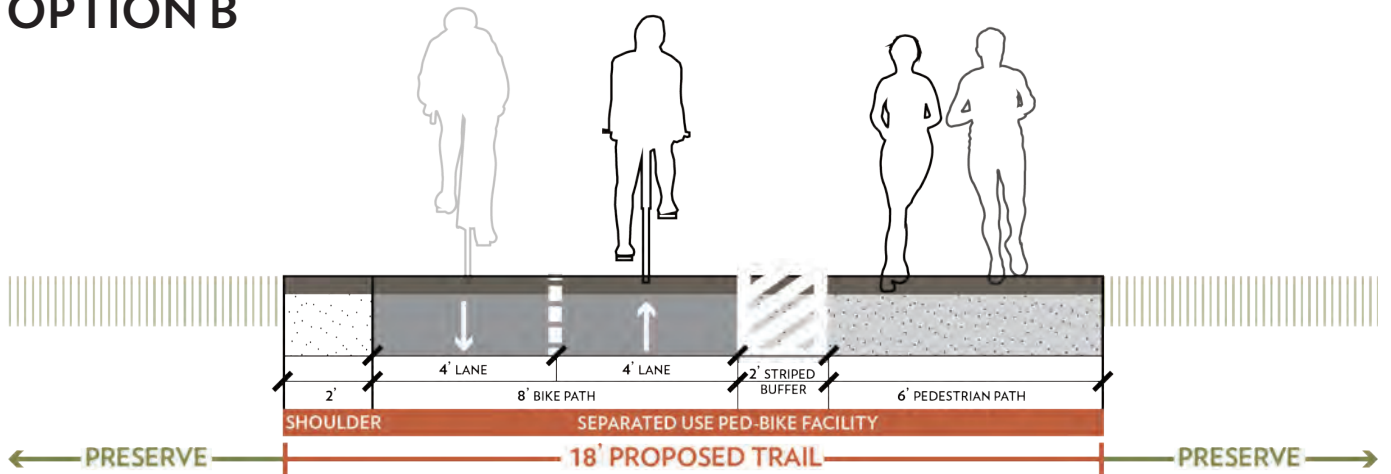 OPTION B
4' LANE
4' LANE
2' STRIPED
BUFFER
2'
8' BIKE PATH
6' PEDESTRIAN PATH
SHOULDER
SEPARATED USE PED-BIKE FACILITY
PRESERVE
18' PROPOSED TRAIL
PRESERVE